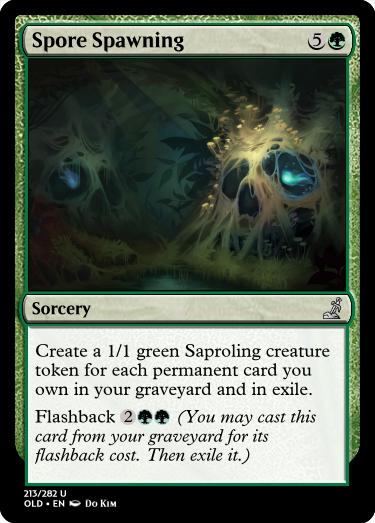 Spore Spawning 5
Sorcery
Create a 1/1 green Saproling creature
token for each permanent card you
own in your graveyard and in exile.
Flashback 2 (You may cast this
card from your graveyard for its
flashback cost. Then exile it.)
213/282 U
OLD • EN Do Kim